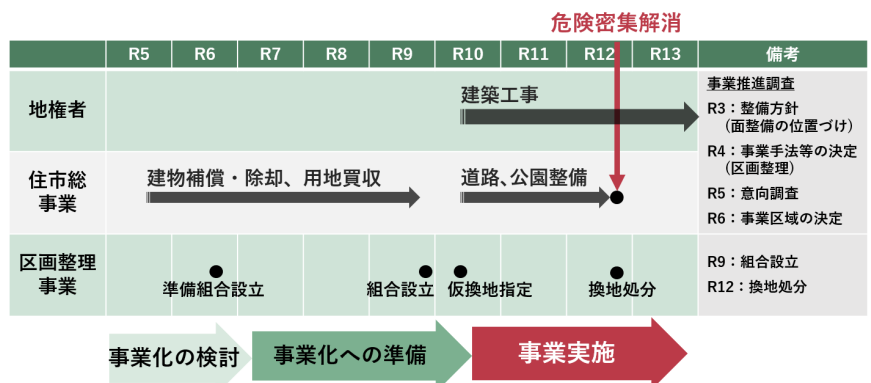 危険密集解消
R5 R6 R7 R8 R9 R10 R11 R12 R13 備考
地権者
建築工事
住市総
事業
建物補償・除却、用地買収
道路、公園整備
区画整理
事業
準備組合設立
組合設立
仮換地指定
換地処分
事業推進調査
R3：整備方針
（面整備の位置づけ）
R4：事業手法等の決定
（区画整理）
R5：意向調査
R6：事業区域の決定
R9：組合設立
R12：換地処分
事業化の検討
事業化への準備
事業実施